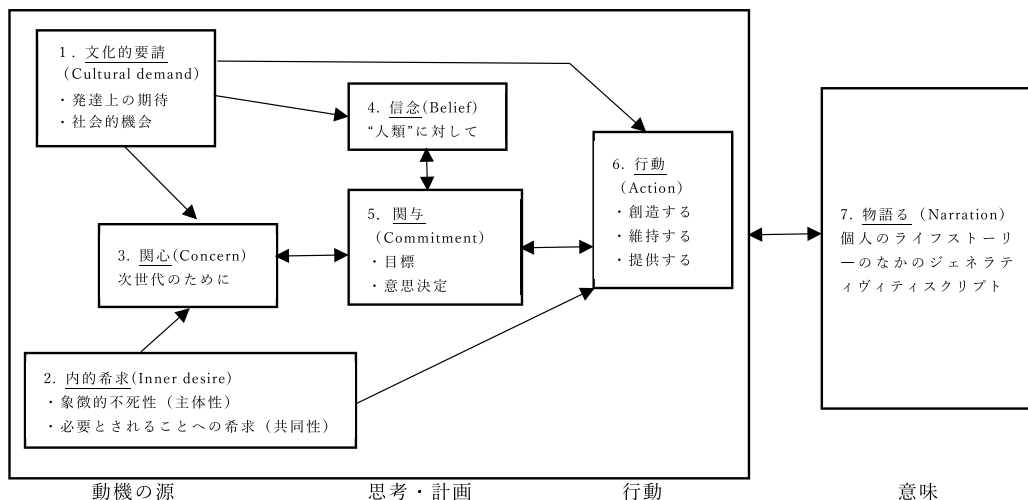 1. 文化的要請
(Cultural demand)
・発達上の期待
・社会的機会
4. 信念(Belief)
“人類”に対して
6. 行動
(Action)
・創造する
・維持する
・提供する
5. 関与
(Commitment)
・目標
・意思決定
3. 関心(Concern)
次世代のために
7. 物語る(Narration)
個人のライフストーリ
ーのなかのジェネラテ
ィヴィティスクリプト
2. 内的希求(Inner desire)
・象徴的不死性(主体性)
・必要とされることへの希求(共同性)
動機の源
思考・計画
行動
意味